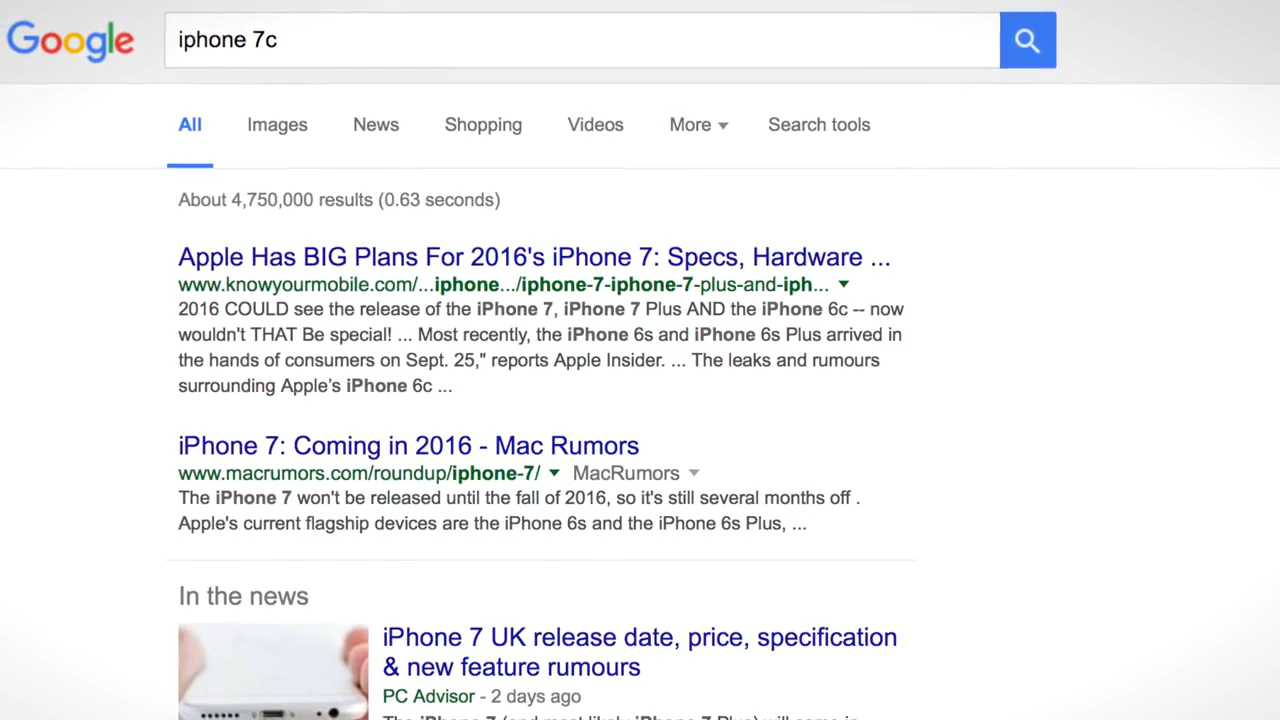 Google
iphone 7c
All Images News Shopping Videos More Search tools
About 4,750,000 results (0.63 seconds)
Apple Has BIG Plans For 2016's iPhone 7: Specs, Hardware ...
www.knowyourmobile.com/...iphone.../iphone-7-iphone-7-plus-and-iph...
2016 COULD see the release of the iPhone 7, iPhone 7 Plus AND the iPhone 6c -- now
wouldn't THAT Be special! ... Most recently, the iPhone 6s and iPhone 6s Plus arrived in
the hands of consumers on Sept. 25," reports Apple Insider. ... The leaks and rumours
surrounding Apple's iPhone 6c ...
iPhone 7: Coming in 2016 - Mac Rumors
www.macrumors.com/roundup/iphone-7/ MacRumors
The iPhone 7 won't be released until the fall of 2016, so it's still several months off .
Apple's current flagship devices are the iPhone 6s and the iPhone 6s Plus, ...
In the news
iPhone 7 UK release date, price, specification
& new feature rumours
PC Advisor - 2 days ago